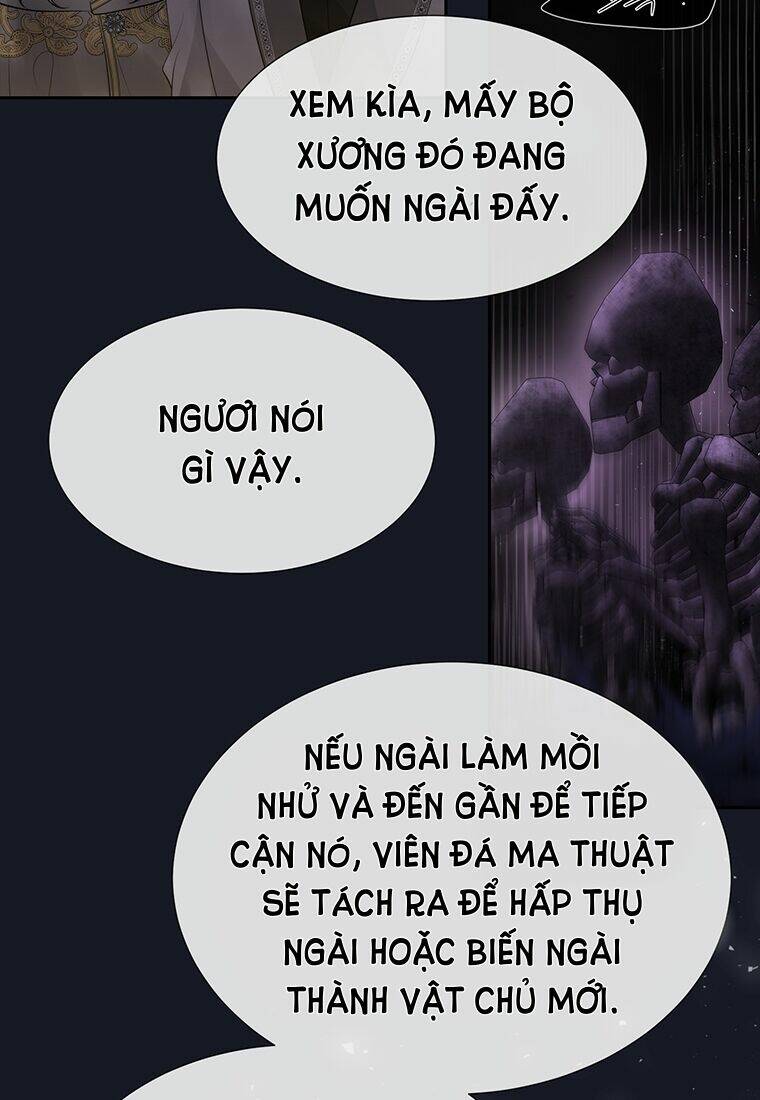 XEM KÌA, MẤY BỘ
XƯƠNG ĐÓ ĐANG
MUỐN NGÀI ĐẤY.
NGƯƠI NÓI
GÌ VẬY.
NẾU NGÀI LÀM MỒI
NHỬ VÀ ĐẾN GẦN ĐỂ TIẾP
CẬN NÓ, VIÊN ĐÁ MA THUẬT
SẼ TÁCH RA ĐỂ HẤP THỤ
NGÀI HOẶC BIẾN NGÀI
THÀNH VẬT CHỦ MỚI.